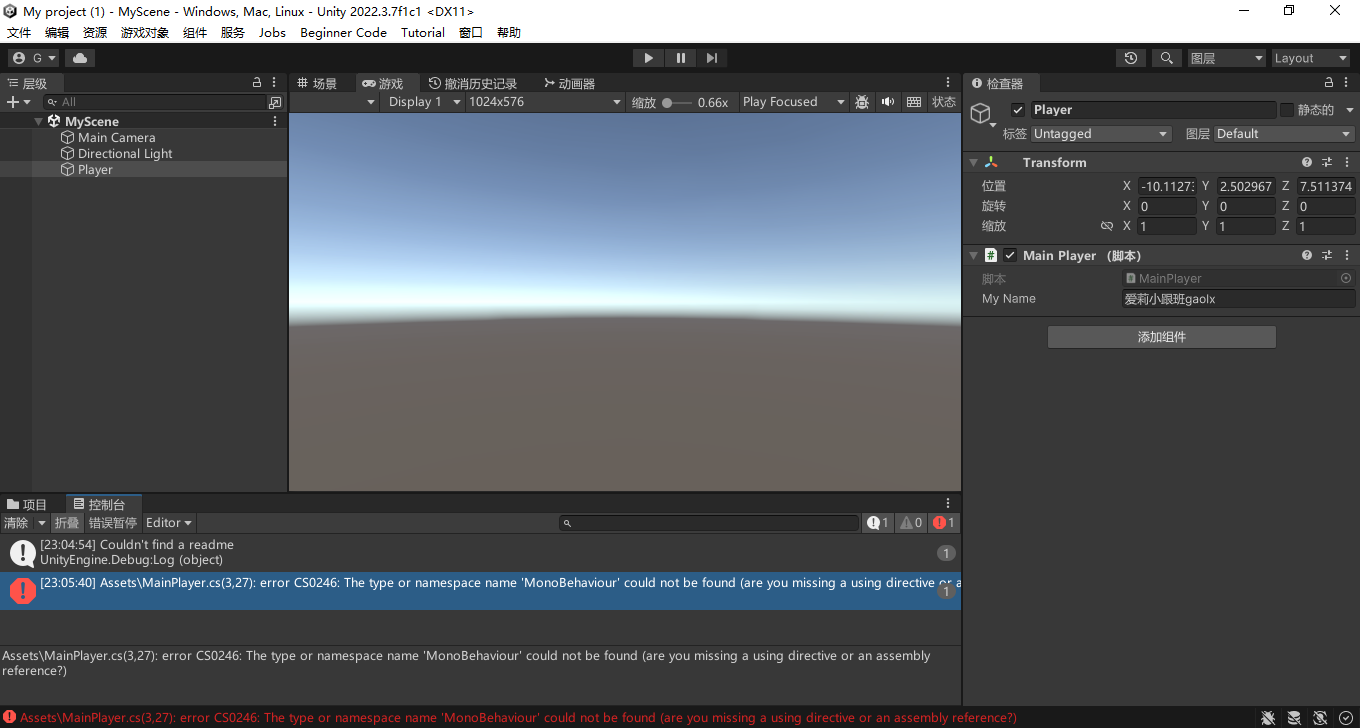 My project (1) - MyScene - Windows, Mac, Linux - Unity 2022.3.7f1c1 <DX11>
文件 编辑 资源 游戏对象 组件 服务 Jobs Beginner Code Tutorial 窗口 帮助
G 图层 Layout
层级
All
MyScene
Main Camera
Directional Light
Player
场景 游戏 撤消历史记录 动画器
Display 1 1024x576 缩放 0.66x Play Focused 状态
检查器
Player 静态的
标签 Untagged 图层 Default
Transform
位置 X -10.1127 Y 2.502967 Z 7.511374
旋转 X 0 Y 0 Z 0
缩放 X 1 Y 1 Z 1
# Main Player （脚本）
脚本 MainPlayer
My Name 爱莉小跟班gaolx
添加组件
项目 控制台
清除 折叠 错误暂停 Editor 1 0 1
[23:04:54] Couldn't find a readme
UnityEngine.Debug:Log (object)
1
[23:05:40] Assets\MainPlayer.cs(3,27): error CS0246: The type or namespace name 'MonoBehaviour' could not be found (are you missing a using directive or a
1
Assets\MainPlayer.cs(3,27): error CS0246: The type or namespace name 'MonoBehaviour' could not be found (are you missing a using directive or an assembly
reference?)
Assets\MainPlayer.cs(3,27): error CS0246: The type or namespace name 'MonoBehaviour' could not be found (are you missing a using directive or an assembly reference?)